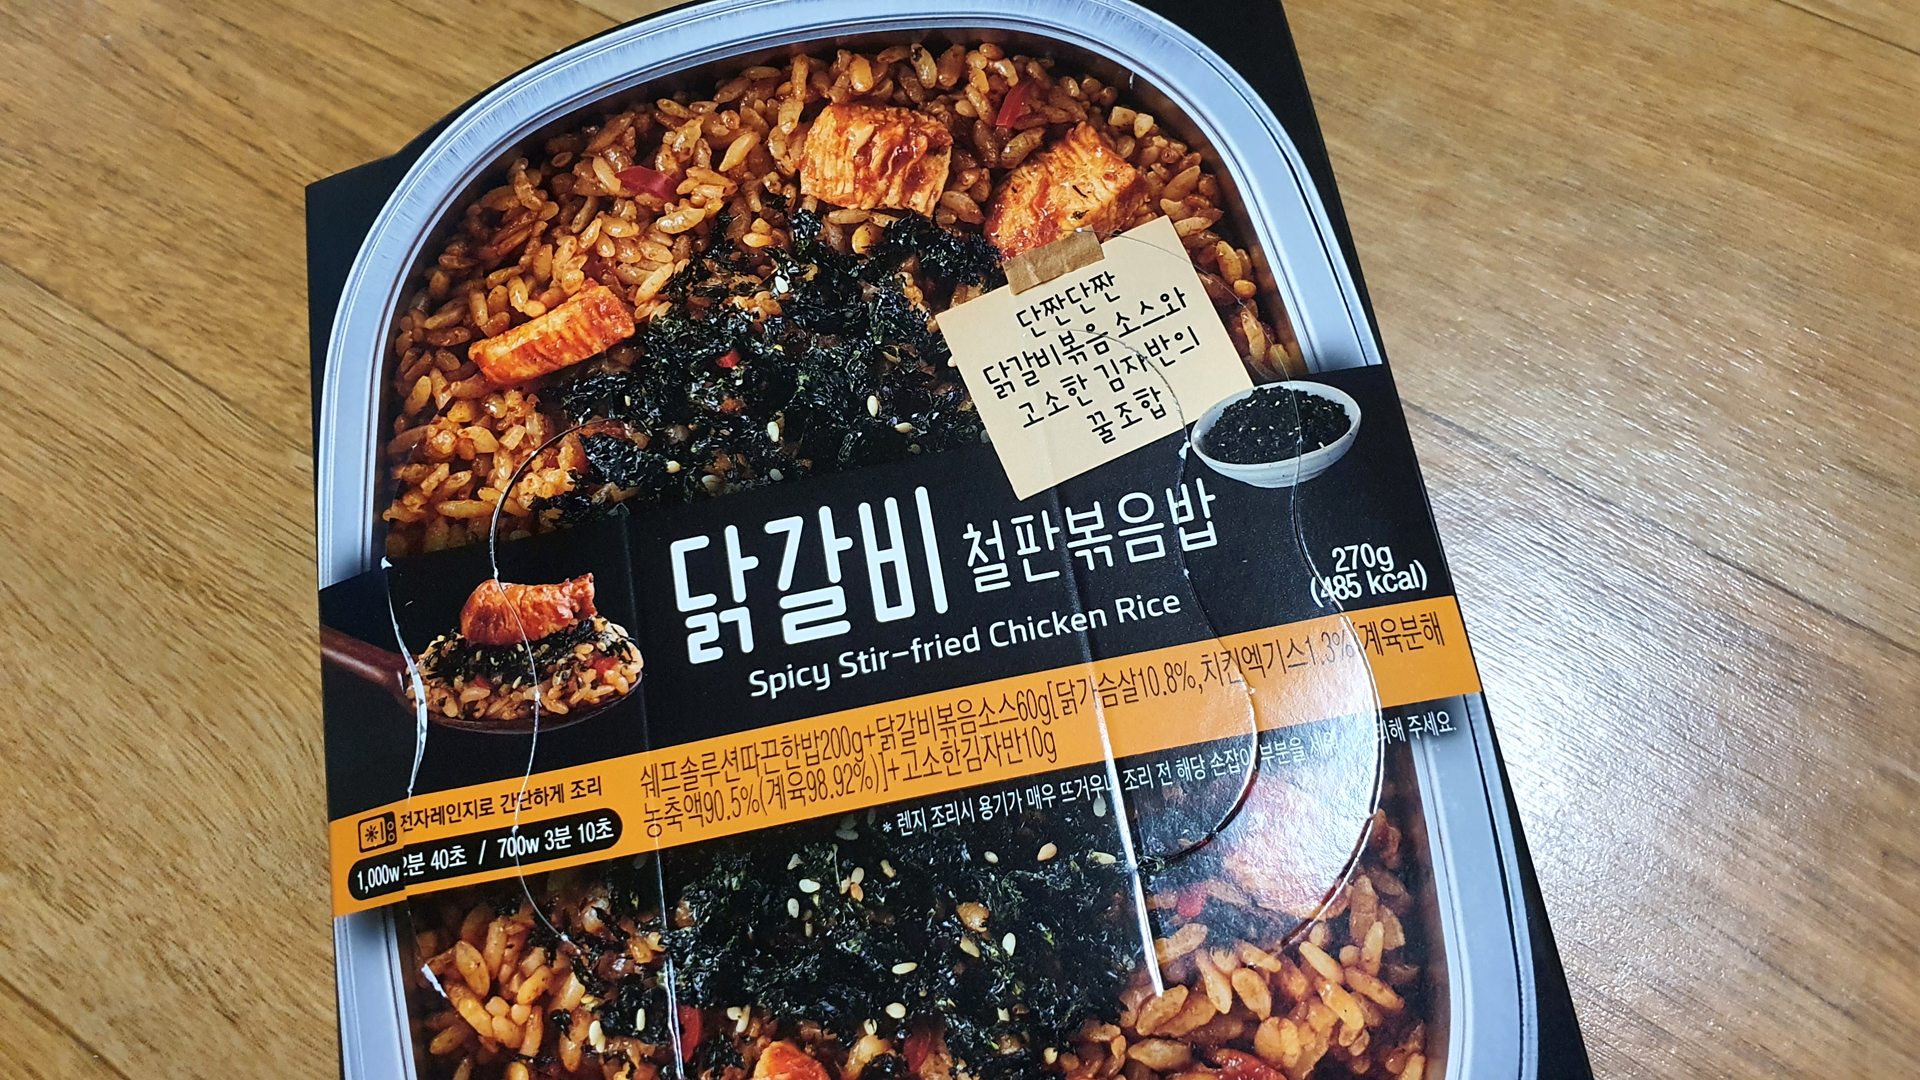 단짠단짠
닭갈비볶음 소스와
고소한 김자반의
꿀조합
닭갈비 철판볶음밥
Spicy Stir-fried Chicken Rice
270g
(485 kcal)
쉐프솔루션따끈한밥200g+닭갈비볶음소스60g[닭가슴살10.8%,치킨엑기스1.3%(계육분해
농축액90.5%(계육98.92%)]+고소한김자반10g
전자레인지로 간단하게 조리
1,000w 2분 40초 / 700w 3분 10초
* 렌지 조리시 용기가 매우 뜨거우니 조리 전 해당 손잡이 부분을 주세요.